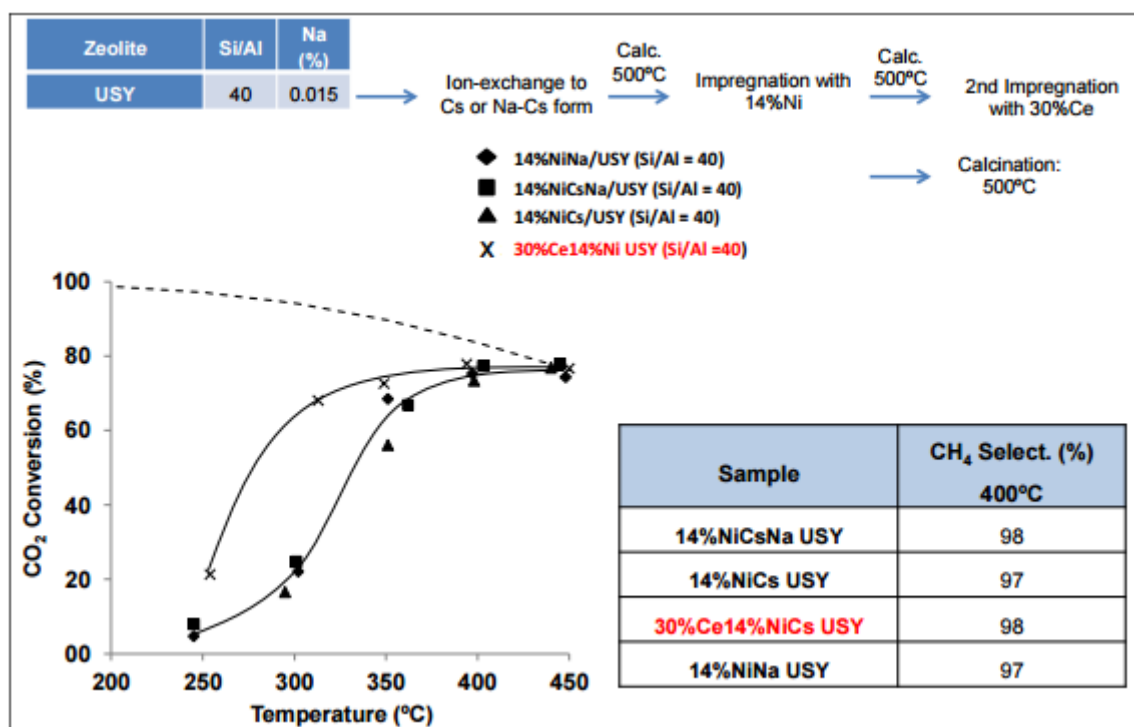 Zeolite Si/Al Na (%)
USY 40 0.015
Ion-exchange to
Cs or Na-Cs form
Calc.
500ºC
Impregnation with
14%Ni
Calc.
500ºC
2nd Impregnation
with 30%Ce
Calcination:
500ºC
14%NiNa/USY (Si/Al = 40)
14%NiCsNa/USY (Si/Al = 40)
14%NiCs/USY (Si/Al = 40)
X 30%Ce14%Ni USY (Si/Al =40)
CO₂ Conversion (%)
100
80
60
40
20
00
200 250 300 350 400 450
Temperature (ºC)
Sample CH₄ Select. (%)
400ºC
14%NiCsNa USY 98
14%NiCs USY 97
30%Ce14%NiCs USY 98
14%NiNa USY 97